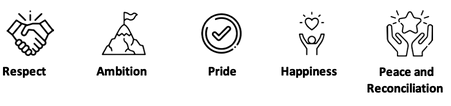 Respect
Ambition
Pride
Happiness
Peace and
Reconciliation